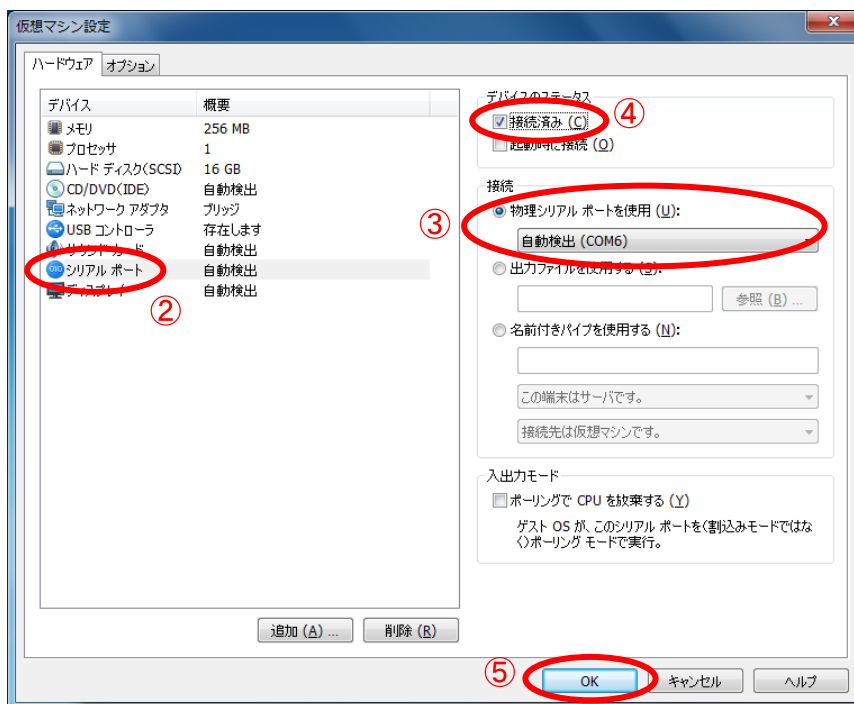 仮想マシン設定
ハードウェア オプション
デバイス 概要
メモリ 256 MB
プロセッサ 1
ハード ディスク(SCSI) 16 GB
CD/DVD(IDE) 自動検出
ネットワーク アダプタ ブリッジ
USB コントローラ 存在します
サウンド カード 自動検出
シリアル ポート 自動検出
ディスプレイ 自動検出
②
追加 (A) ... 削除 (R)
デバイスのステータス
④
接続済み (C)
起動時に接続 (O)
接続
③
物理シリアル ポートを使用 (U):
自動検出 (COM6)
出力ファイルを使用する (S):
参照 (B) ...
名前付きパイプを使用する (N):
この端末はサーバです。
接続先は仮想マシンです。
入出力モード
ポーリングで CPU を放棄する (Y)
ゲスト OS が、このシリアル ポートを(割込みモードではな
く)ポーリング モードで実行。
⑤
OK キャンセル ヘルプ